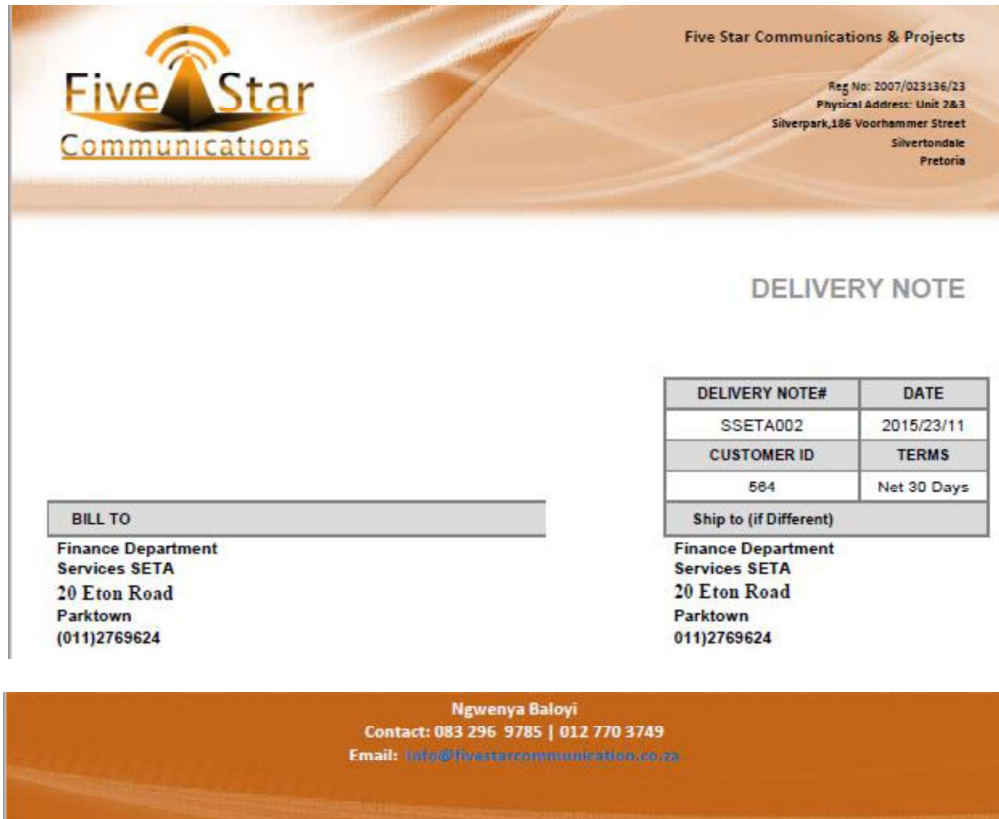 Five Star
Communications
Five Star Communications & Projects
Reg No: 2007/023136/23
Physical Address: Unit 2&3
Silverpark,186 Voorhammer Street
Silvertondale
Pretoria
DELIVERY NOTE
DELIVERY NOTE# DATE
SSETA002 2015/23/11
CUSTOMER ID TERMS
564 Net 30 Days
BILL TO
Ship to (if Different)
Finance Department
Services SETA
20 Eton Road
Parktown
(011)2769624
Finance Department
Services SETA
20 Eton Road
Parktown
011)2769624
Ngwenya Baloyi
Contact: 083 296 9785 | 012 770 3749
Email: info@fivestarcommunication.co.za